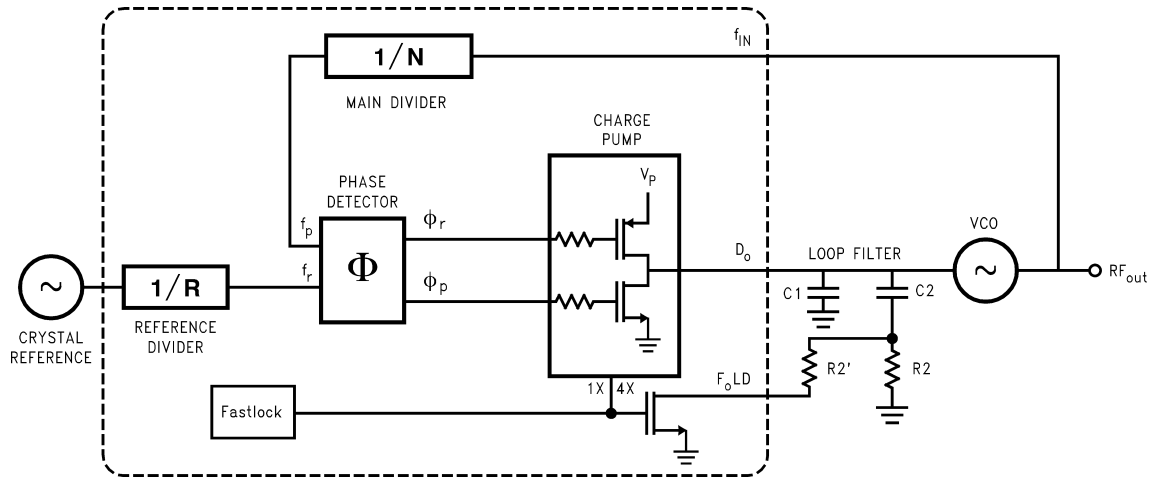 f_IN
1/N
MAIN DIVIDER
CHARGE
PUMP
V_P
PHASE
DETECTOR
f_p
ϕ_r
f_r
Φ
ϕ_p
VCO
D_o
LOOP FILTER
~
1/R
~
RF_out
C1
C2
CRYSTAL
REFERENCE
REFERENCE
DIVIDER
R2'
R2
1X
4X
F_oLD
Fastlock